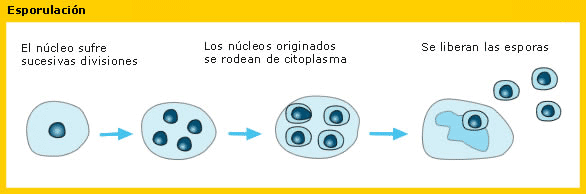 Esporulación
El núcleo sufre
sucesivas divisiones
Los núcleos originados
se rodean de citoplasma
Se liberan las esporas